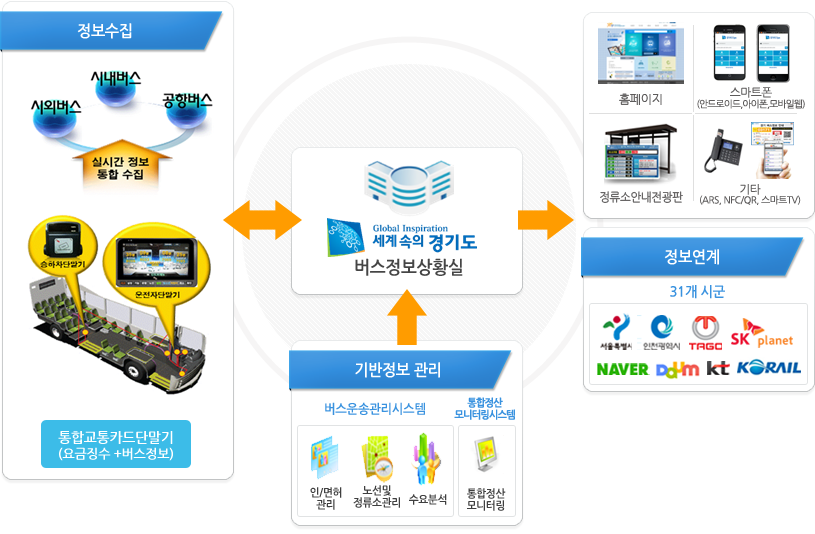 정보수집
시내버스
시외버스
공항버스
실시간 정보
통합 수집
승하차단말기
운전자단말기
통합교통카드단말기
(요금징수 +버스정보)
Global Inspiration
세계 속의 경기도
버스정보상황실
기반정보 관리
버스운송관리시스템
통합정산
모니터링시스템
인/면허
관리
노선및
정류소관리
수요분석
통합정산
모니터링
홈페이지
스마트폰
(안드로이드,아이폰,모바일웹)
정류소안내전광판
기타
(ARS, NFC/QR, 스마트TV)
정보연계
31개 시군
서울특별시
인천광역시
TAGC
SK planet
NAVER
Daum
kt
KORAIL